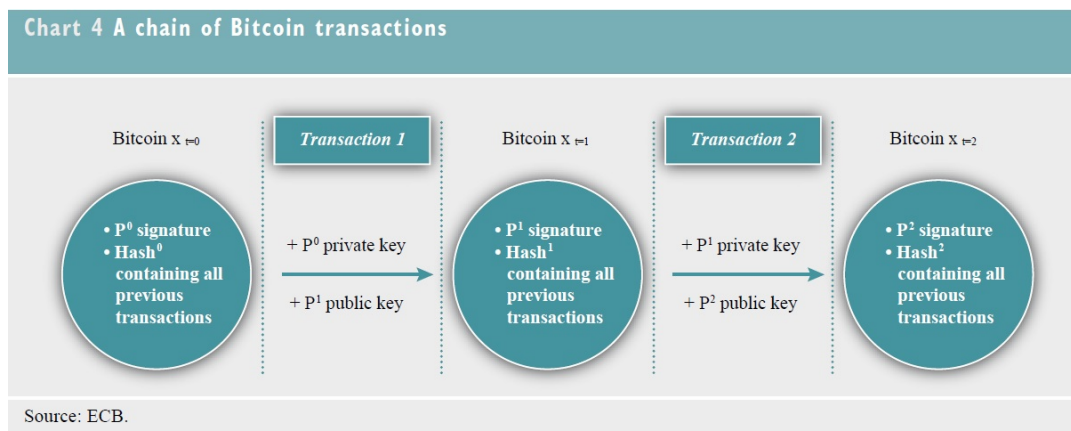 Chart 4 A chain of Bitcoin transactions
Bitcoin x t=0
Transaction 1
Bitcoin x t=1
Transaction 2
Bitcoin x t=2
• P⁰ signature
• Hash⁰
containing all
previous
transactions
+ P⁰ private key
+ P¹ public key
• P¹ signature
• Hash¹
containing all
previous
transactions
+ P¹ private key
+ P² public key
• P² signature
• Hash²
containing all
previous
transactions
Source: ECB.